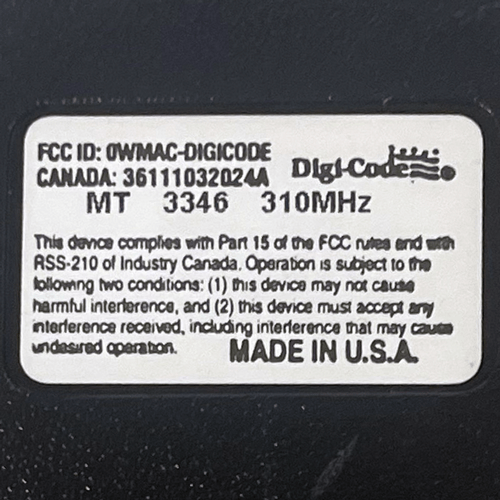 FCC ID: OWMAC-DIGICODE
CANADA: 36111032024A
Digi-Code
MT 3346 310MHz
This device complies with Part 15 of the FCC rules and with
RSS-210 of Industry Canada. Operation is subject to the
following two conditions: (1) this device may not cause
harmful interference, and (2) this device must accept any
interference received, including interference that may cause
undesired operation.
MADE IN U.S.A.